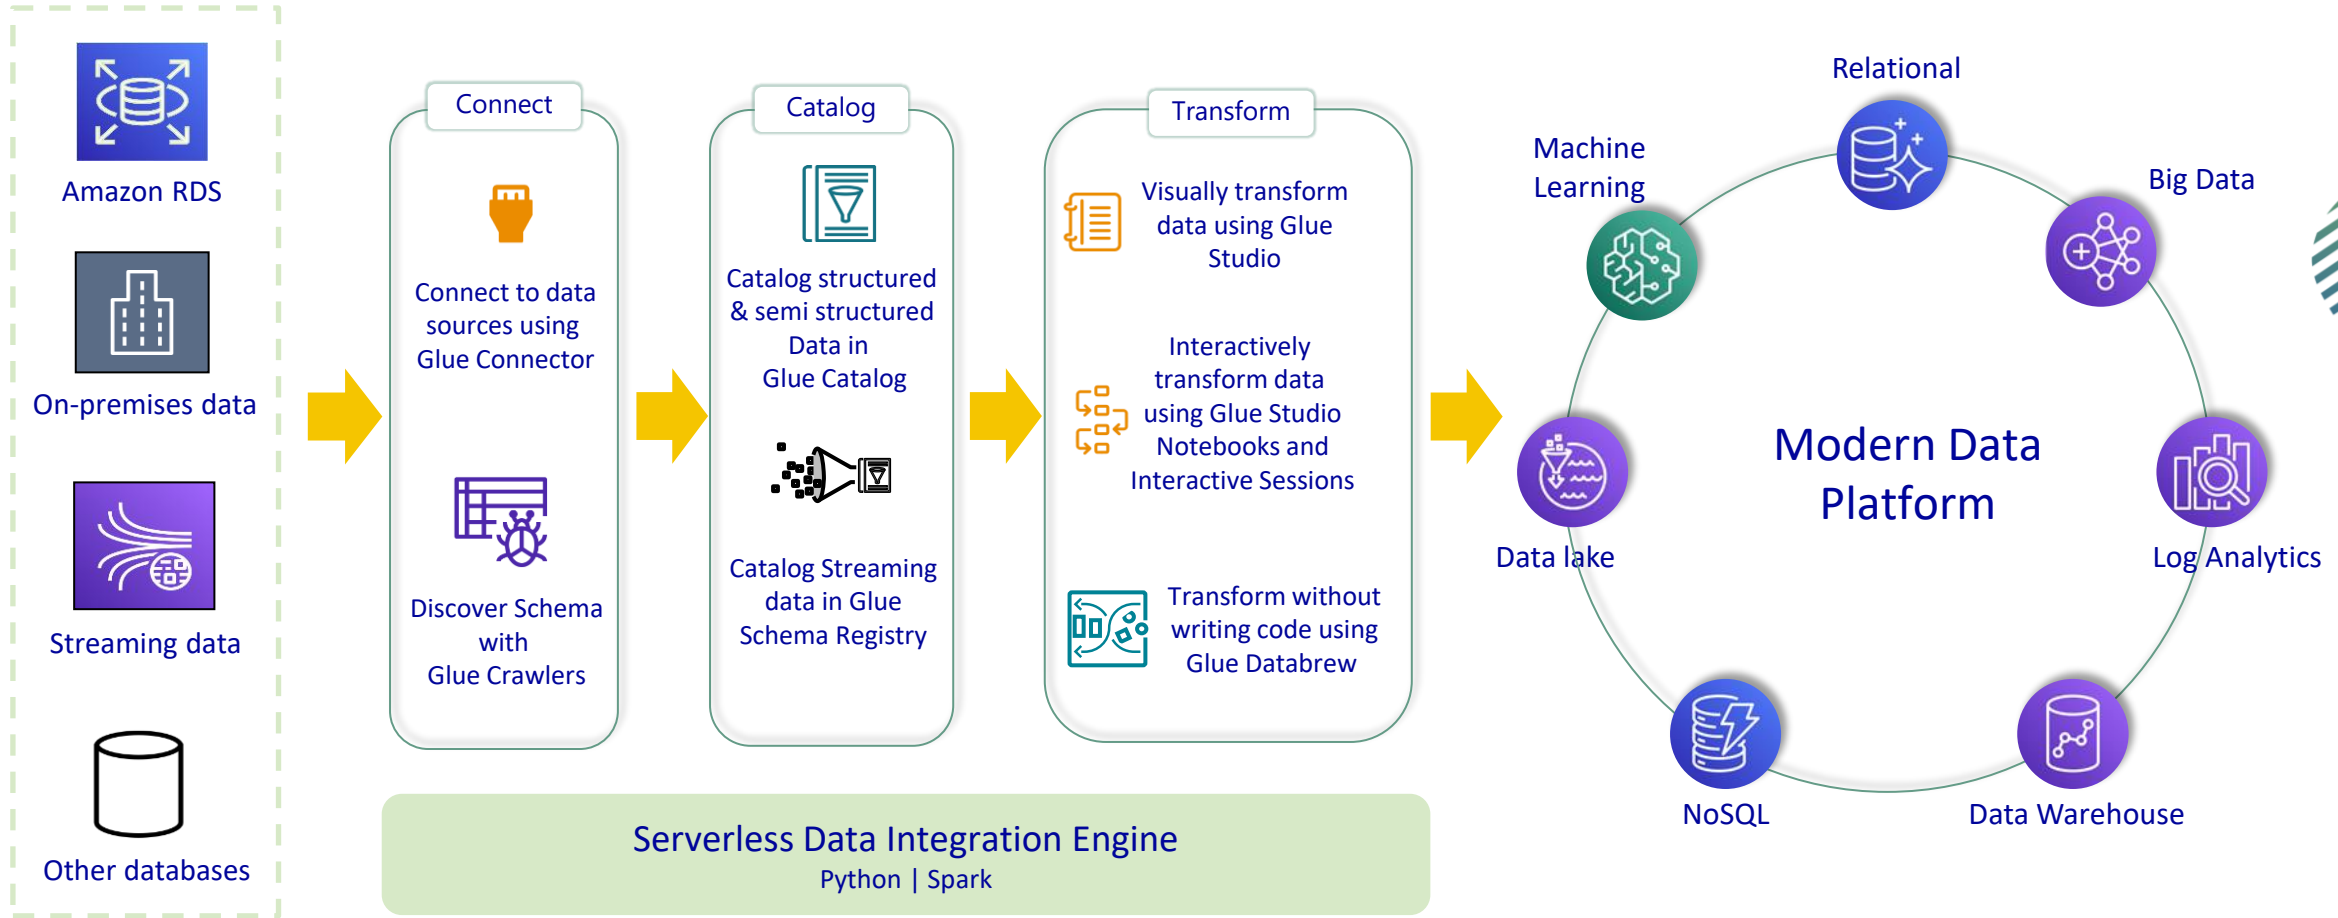 Amazon RDS
On-premises data
Streaming data
Other databases
Connect
Connect to data
sources using
Glue Connector
Discover Schema
with
Glue Crawlers
Catalog
Catalog structured
& semi structured
Data in
Glue Catalog
Catalog Streaming
data in Glue
Schema Registry
Transform
Visually transform
data using Glue
Studio
Interactively
transform data
using Glue Studio
Notebooks and
Interactive Sessions
Transform without
writing code using
Glue Databrew
Serverless Data Integration Engine
Python | Spark
Relational
Machine
Learning
Big Data
Modern Data
Platform
Data lake
Log Analytics
NoSQL
Data Warehouse